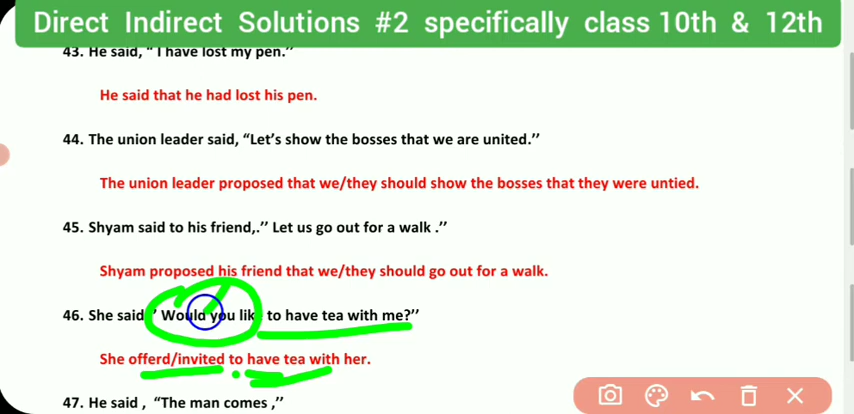 Direct Indirect Solutions #2 specifically class 10th & 12th
43. He said, “ I have lost my pen.’’
He said that he had lost his pen.
44. The union leader said, “Let’s show the bosses that we are united.’’
The union leader proposed that we/they should show the bosses that they were untied.
45. Shyam said to his friend,.’’ Let us go out for a walk .’’
Shyam proposed his friend that we/they should go out for a walk.
46. She said,’’ Would you like to have tea with me?’’
She offerd/invited to have tea with her.
47. He said , “The man comes ,’’